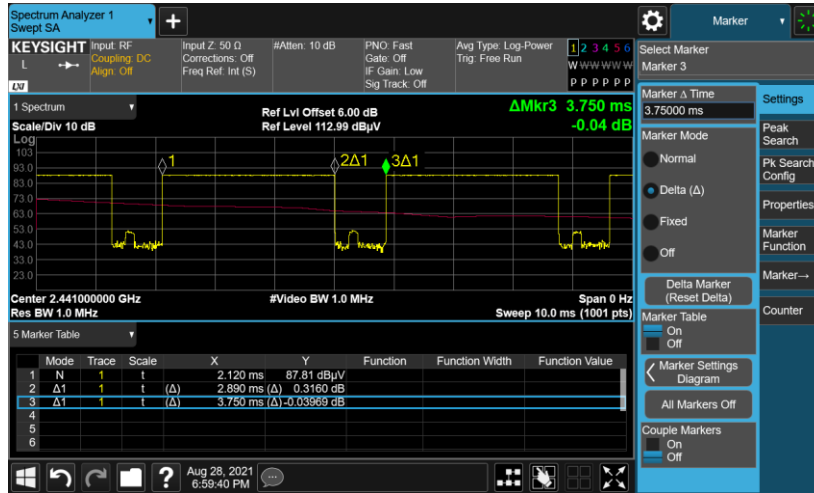 Spectrum Analyzer 1
Swept SA
Marker
KEYSIGHT
L
LXI
Input: RF
Coupling: DC
Align: Off
Input Z: 50 Ω
Corrections: Off
Freq Ref: Int (S)
#Atten: 10 dB
PNO: Fast
Gate: Off
IF Gain: Low
Sig Track: Off
Avg Type: Log-Power
Trig: Free Run
1 2 3 4 5 6
W W W W W W
P P P P P P
Select Marker
Marker 3
1 Spectrum
Scale/Div 10 dB
Ref Lvl Offset 6.00 dB
Ref Level 112.99 dBµV
ΔMkr3 3.750 ms
-0.04 dB
Log
103
93.0
83.0
73.0
63.0
53.0
43.0
33.0
23.0
1
2Δ1
3Δ1
Center 2.441000000 GHz
Res BW 1.0 MHz
#Video BW 1.0 MHz
Span 0 Hz
Sweep 10.0 ms (1001 pts)
5 Marker Table
Mode Trace Scale X Y Function Function Width Function Value
1 N 1 t 2.120 ms 87.81 dBµV
2 Δ1 1 t (Δ) 2.890 ms (Δ) 0.3160 dB
3 Δ1 1 t (Δ) 3.750 ms (Δ) -0.03969 dB
4
5
6
Marker Δ Time
3.75000 ms
Marker Mode
Normal
Delta (Δ)
Fixed
Off
Delta Marker
(Reset Delta)
Marker Table
On
Off
Marker Settings
Diagram
All Markers Off
Couple Markers
On
Off
Settings
Peak
Search
Pk Search
Config
Properties
Marker
Function
Marker→
Counter
?
Aug 28, 2021
6:59:40 PM